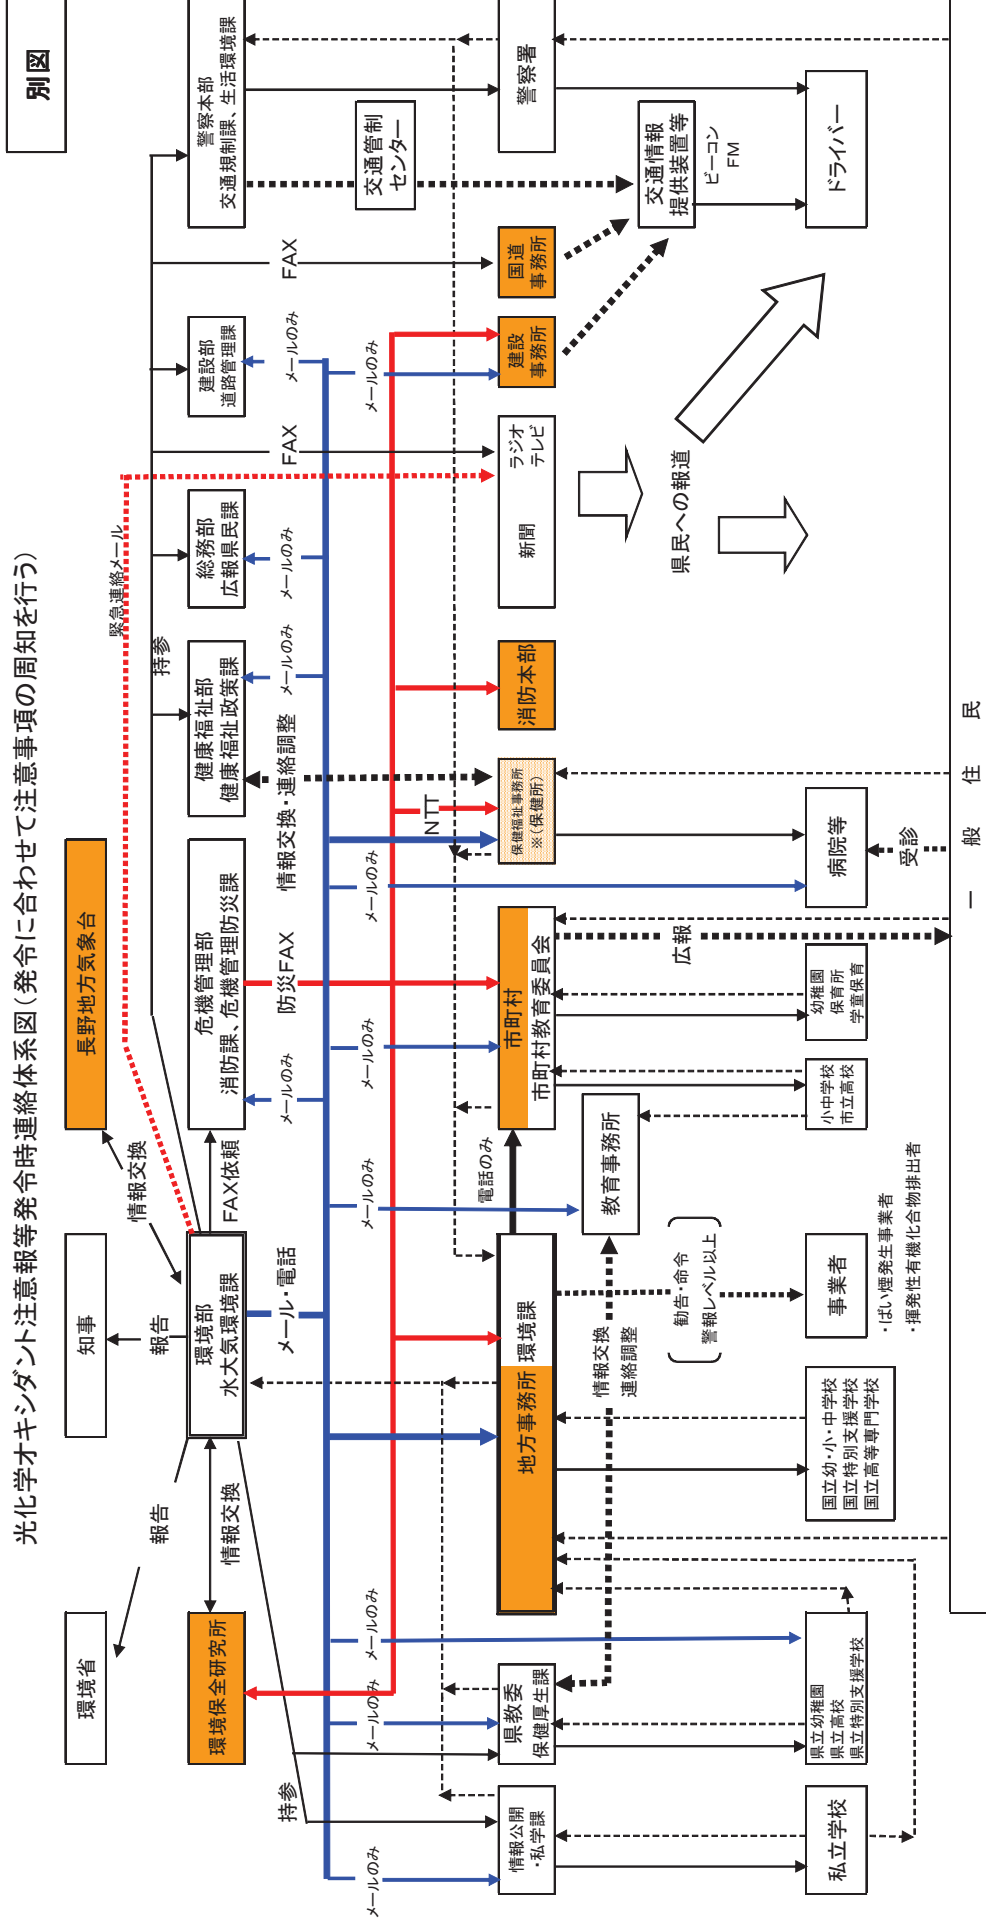 別図
光化学オキシダント注意報等発令時連絡体系図（発令に合わせて注意事項の周知を行う）
環境省
報告
知事
報告
長野地方気象台
情報交換
緊急連絡メール
環境保全研究所
情報交換
環境部
水大気環境課
FAX依頼
危機管理部
消防課、危機管理防災課
健康福祉部
健康福祉政策課
持参
総務部
広報県民課
建設部
道路管理課
警察本部
交通規制課、生活環境課
持参
メール・電話
メールのみ
防災FAX
情報交換・連絡調整
メールのみ
メールのみ
FAX
メールのみ
FAX
交通管制
センター
メールのみ
メールのみ
メールのみ
メールのみ
メールのみ
メールのみ
NTT
メールのみ
情報公開
・私学課
県教委
保健厚生課
地方事務所 環境課
電話のみ
市町村
市町村教育委員会
保健福祉事務所
※（保健所）
消防本部
新聞
ラジオ
テレビ
建設
事務所
国道
事務所
警察署
情報交換
連絡調整
教育事務所
勧告・命令
警報レベル以上
広報
県民への報道
交通情報
提供装置等
ビーコン
FM
私立学校
県立幼稚園
県立高校
県立特別支援学校
国立幼・小・中学校
国立特別支援学校
国立高等専門学校
事業者
・ばい煙発生事業者
・揮発性有機化合物排出者
小中学校
市立高校
幼稚園
保育所
学童保育
病院等
受診
ドライバー
一般住民